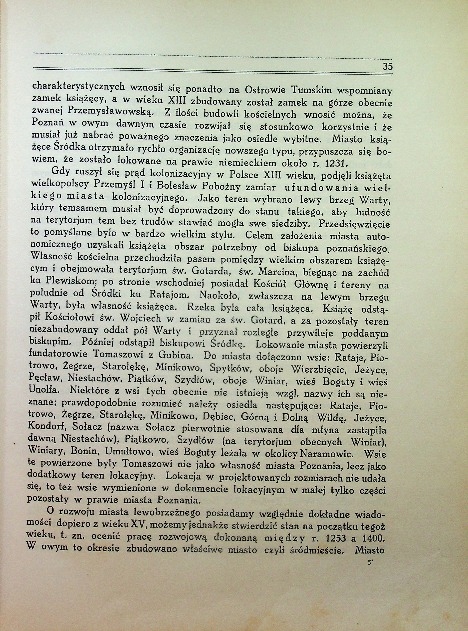 35
charakterystycznych wznosił się ponadto na Ostrowie Tumskim wspomniany
zamek książęcy, a w wieku XIII zbudowany został zamek na górze obecnie
zwanej Przemysławowską. Z ilości budowli kościelnych wnosić można, że
Poznań w owym dawnym czasie rozwijał się stosunkowo korzystnie i że
musiał już nabrać poważnego znaczenia jako osiedle wybitne. Miasto ksią-
żęce Śródka otrzymało rychło organizację nowszego typu, przypuszcza się bo-
wiem, że zostało lokowane na prawie niemieckiem około r. 1231.
Gdy ruszył się prąd kolonizacyjny w Polsce XIII wieku, podjęli książęta
wielkopolscy Przemysł I i Bolesław Pobożny zamiar ufundowania wiel-
kiego miasta kolonizacyjnego. Jako teren wybrano lewy brzeg Warty,
który temsamem musiał być doprowadzony do stanu takiego, aby ludność
na terytorjum tem bez trudów stawiać mogła swe siedziby. Przedsięwzięcie
to pomyślane było w bardzo wielkim stylu. Celem założenia miasta auto-
nomicznego uzyskali książęta obszar potrzebny od biskupa poznańskiego.
Własność kościelna przechodziła pasem pomiędzy wielkim obszarem książę-
cym i obejmowała terytorjum św. Gotarda, św. Marcina, biegnąc na zachód
ku Plewiskom; po stronie wschodniej posiadał Kościół Głównę i tereny na
południe od Śródki ku Ratajom. Naokoło, zwłaszcza na lewym brzegu
Warty, była własność książęca. Rzeka była cała książęca. Książę odstą-
pił Kościołowi św. Wojciech w zamian za św. Gotard, a za pozostały teren
niezabudowany oddał pół Warty i przyznał rozległe przywileje poddanym
biskupim. Później odstąpił biskupowi Śródkę. Lokowanie miasta powierzyli
fundatorowie Tomaszowi z Gubina. Do miasta dołączono wsie: Rataje, Pio-
trowo, Żegrze, Starołękę, Minikowo, Spytków, oboje Wierzbięcic, Jeżyce,
Pęcław, Niestachów, Piątków, Szydłów, oboje Winiar, wieś Boguty i wieś
Unolfa. Niektóre z wsi tych obecnie nie istnieją wzgl. nazwy ich są nie-
znane; prawdopodobnie rozumieć należy osiedla następujące: Rataje, Pio-
trowo, Żegrze, Starołękę, Minikowo, Dębiec, Górną i Dolną Wildę, Jeżyce,
Kondorf, Sołacz (nazwa Sołacz pierwotnie stosowana dla młyna zastąpiła
dawną Niestachów), Piątkowo, Szydłów (na terytorjum obecnych Winiar),
Winiary, Bonin, Umultowo, wieś Boguty leżała w okolicy Naramowic. Wsie
te powierzone były Tomaszowi nie jako własność miasta Poznania, lecz jako
dodatkowy teren lokacyjny. Lokacja w projektowanych rozmiarach nie udała
się, to też wsie wymienione w dokumencie lokacyjnym w małej tylko części
pozostały w prawie miasta Poznania.
O rozwoju miasta lewobrzeżnego posiadamy względnie dokładne wiado-
mości dopiero z wieku XV, możemy jednakże stwierdzić stan na początku tegoż
wieku, t. zn. ocenić pracę rozwojową dokonaną między r. 1253 a 1400.
W owym to okresie zbudowano właściwe miasto czyli śródmieście. Miasto
5*